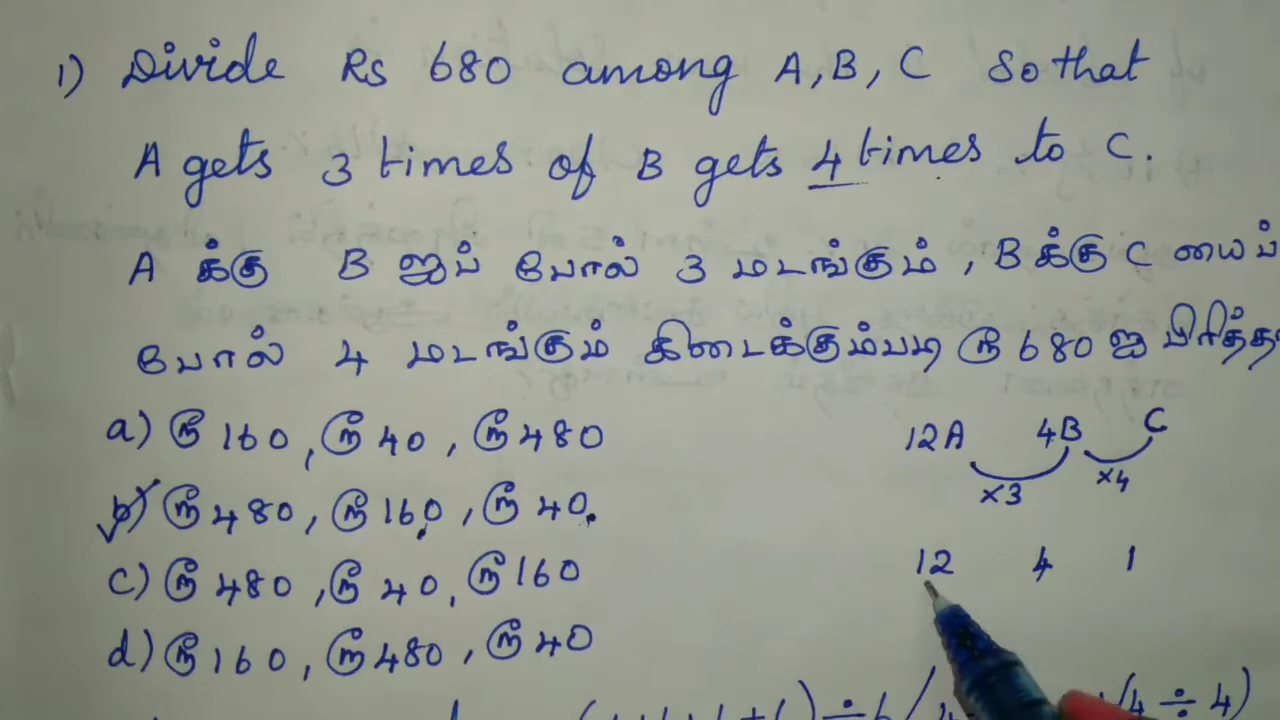 1) Divide Rs 680 among A, B, C So that
A gets 3 times of B gets 4 times to C.
A க்கு B ஐப் போல் 3 மடங்கும், B க்கு C யைப்
போல் 4 மடங்கும் கிடைக்கும்படி ரூ 680 ஐ பிரித்த
a) ரூ 160, ரூ 40, ரூ 480
12A 4B C
x3 x4
b) ரூ 480, ரூ 160, ரூ 40.
c) ரூ 480, ரூ 40, ரூ 160
12 4 1
d) ரூ 160, ரூ 480, ரூ 40